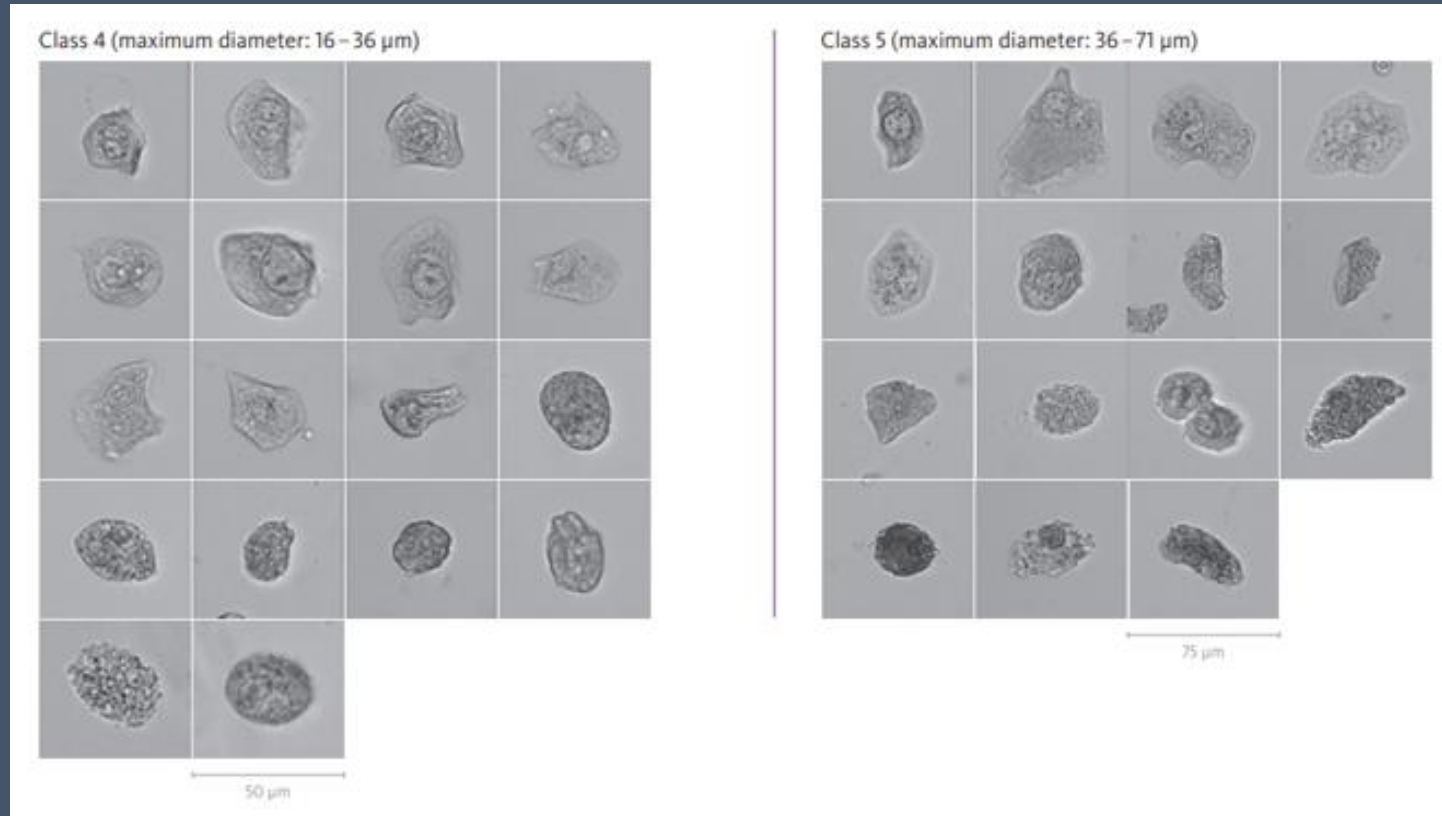 Class 4 (maximum diameter: 16 – 36 µm)
Class 5 (maximum diameter: 36 – 71 µm)
75 µm
50 µm